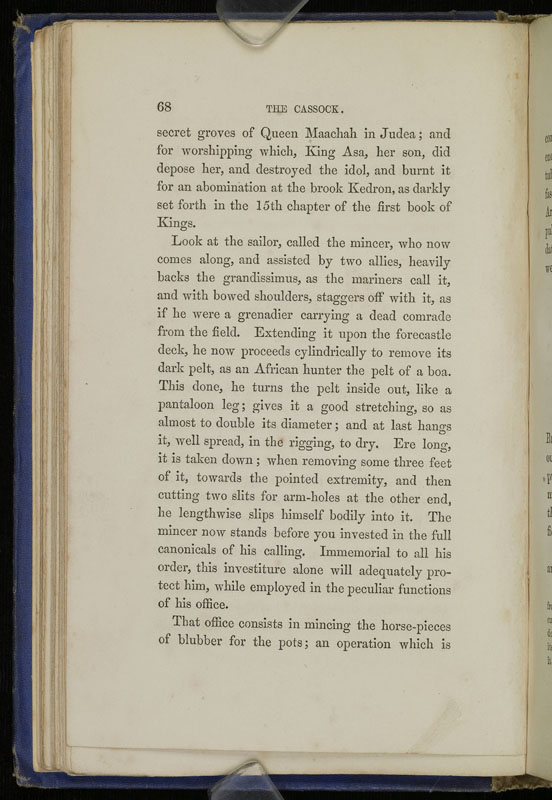 68 THE CASSOCK.
secret groves of Queen Maachah in Judea; and
for worshipping which, King Asa, her son, did
depose her, and destroyed the idol, and burnt it
for an abomination at the brook Kedron, as darkly
set forth in the 15th chapter of the first book of
Kings.
Look at the sailor, called the mincer, who now
comes along, and assisted by two allies, heavily
backs the grandissimus, as the mariners call it,
and with bowed shoulders, staggers off with it, as
if he were a grenadier carrying a dead comrade
from the field. Extending it upon the forecastle
deck, he now proceeds cylindrically to remove its
dark pelt, as an African hunter the pelt of a boa.
This done, he turns the pelt inside out, like a
pantaloon leg; gives it a good stretching, so as
almost to double its diameter; and at last hangs
it, well spread, in the rigging, to dry. Ere long,
it is taken down; when removing some three feet
of it, towards the pointed extremity, and then
cutting two slits for arm-holes at the other end,
he lengthwise slips himself bodily into it. The
mincer now stands before you invested in the full
canonicals of his calling. Immemorial to all his
order, this investiture alone will adequately pro-
tect him, while employed in the peculiar functions
of his office.
That office consists in mincing the horse-pieces
of blubber for the pots; an operation which is